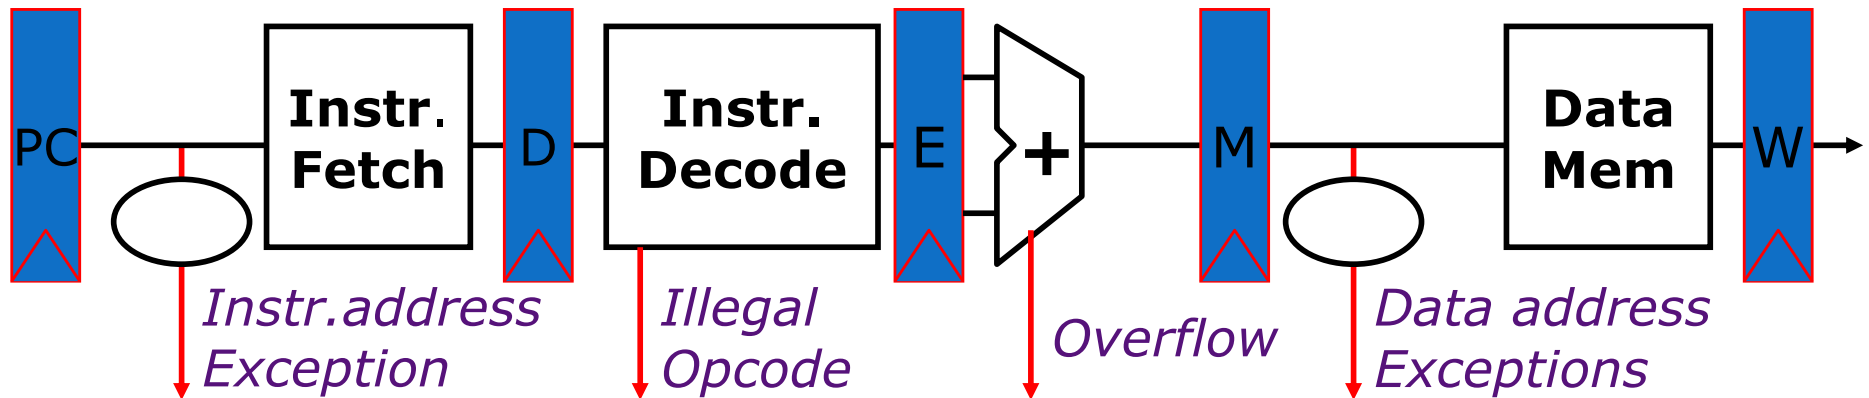 PC
Instr.
Fetch
D
Instr.
Decode
E
+
M
Data
Mem
W
Instr.address
Exception
Illegal
Opcode
Overflow
Data address
Exceptions